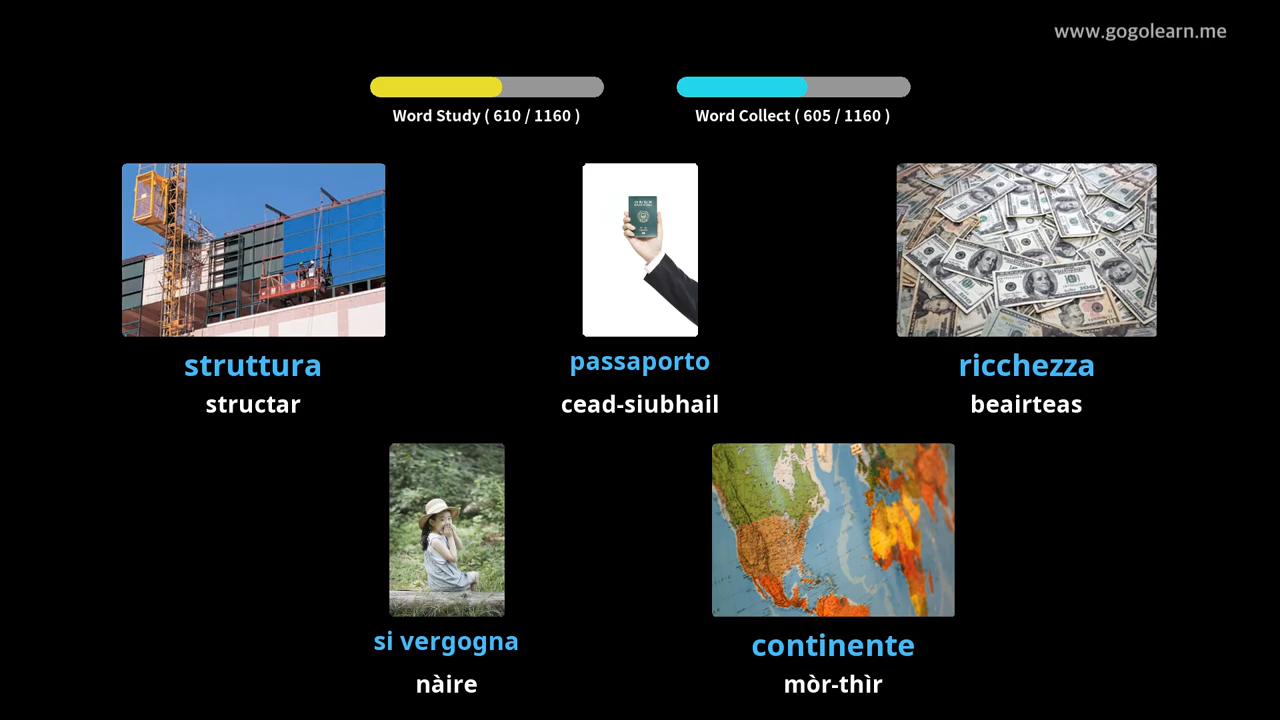 www.gogolearn.me
Word Study ( 610 / 1160 )
Word Collect ( 605 / 1160 )
struttura
structar
passaporto
cead-siubhail
ricchezza
beairteas
si vergogna
nàire
continente
mòr-thìr